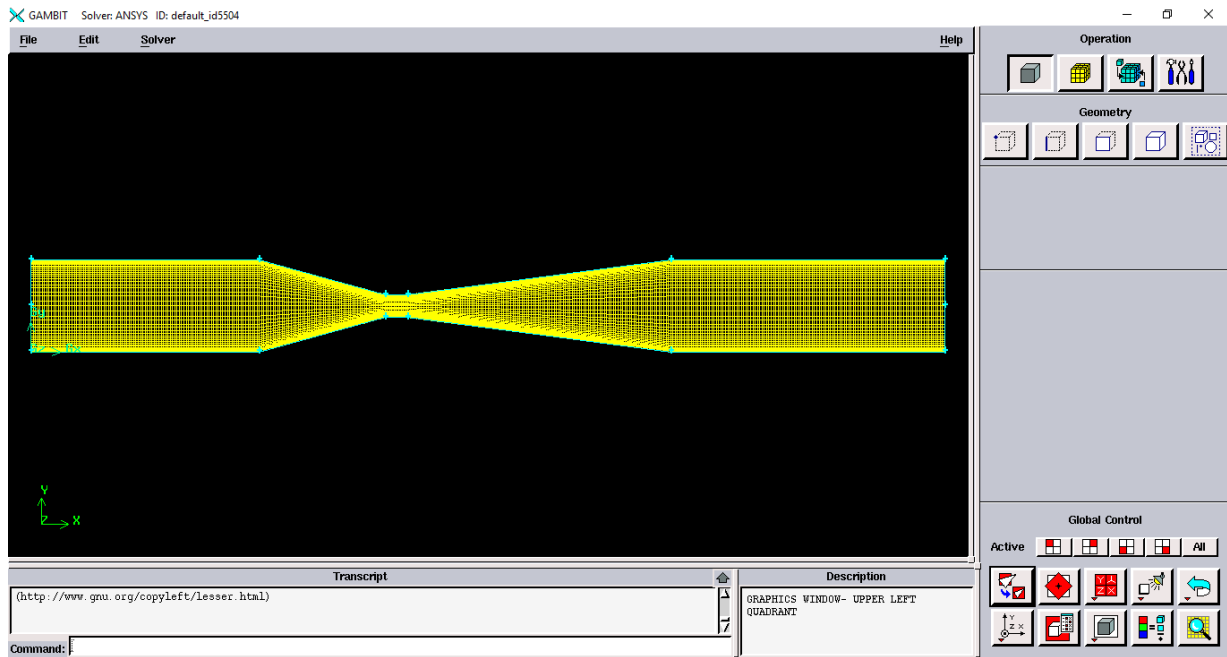 GAMBIT Solver: ANSYS ID: default_id5504
File Edit Solver Help
Operation
Geometry
Y
Z X
Global Control
Active All
Transcript
(http://www.gnu.org/copyleft/lesser.html)
Command:
Description
GRAPHICS WINDOW- UPPER LEFT
QUADRANT